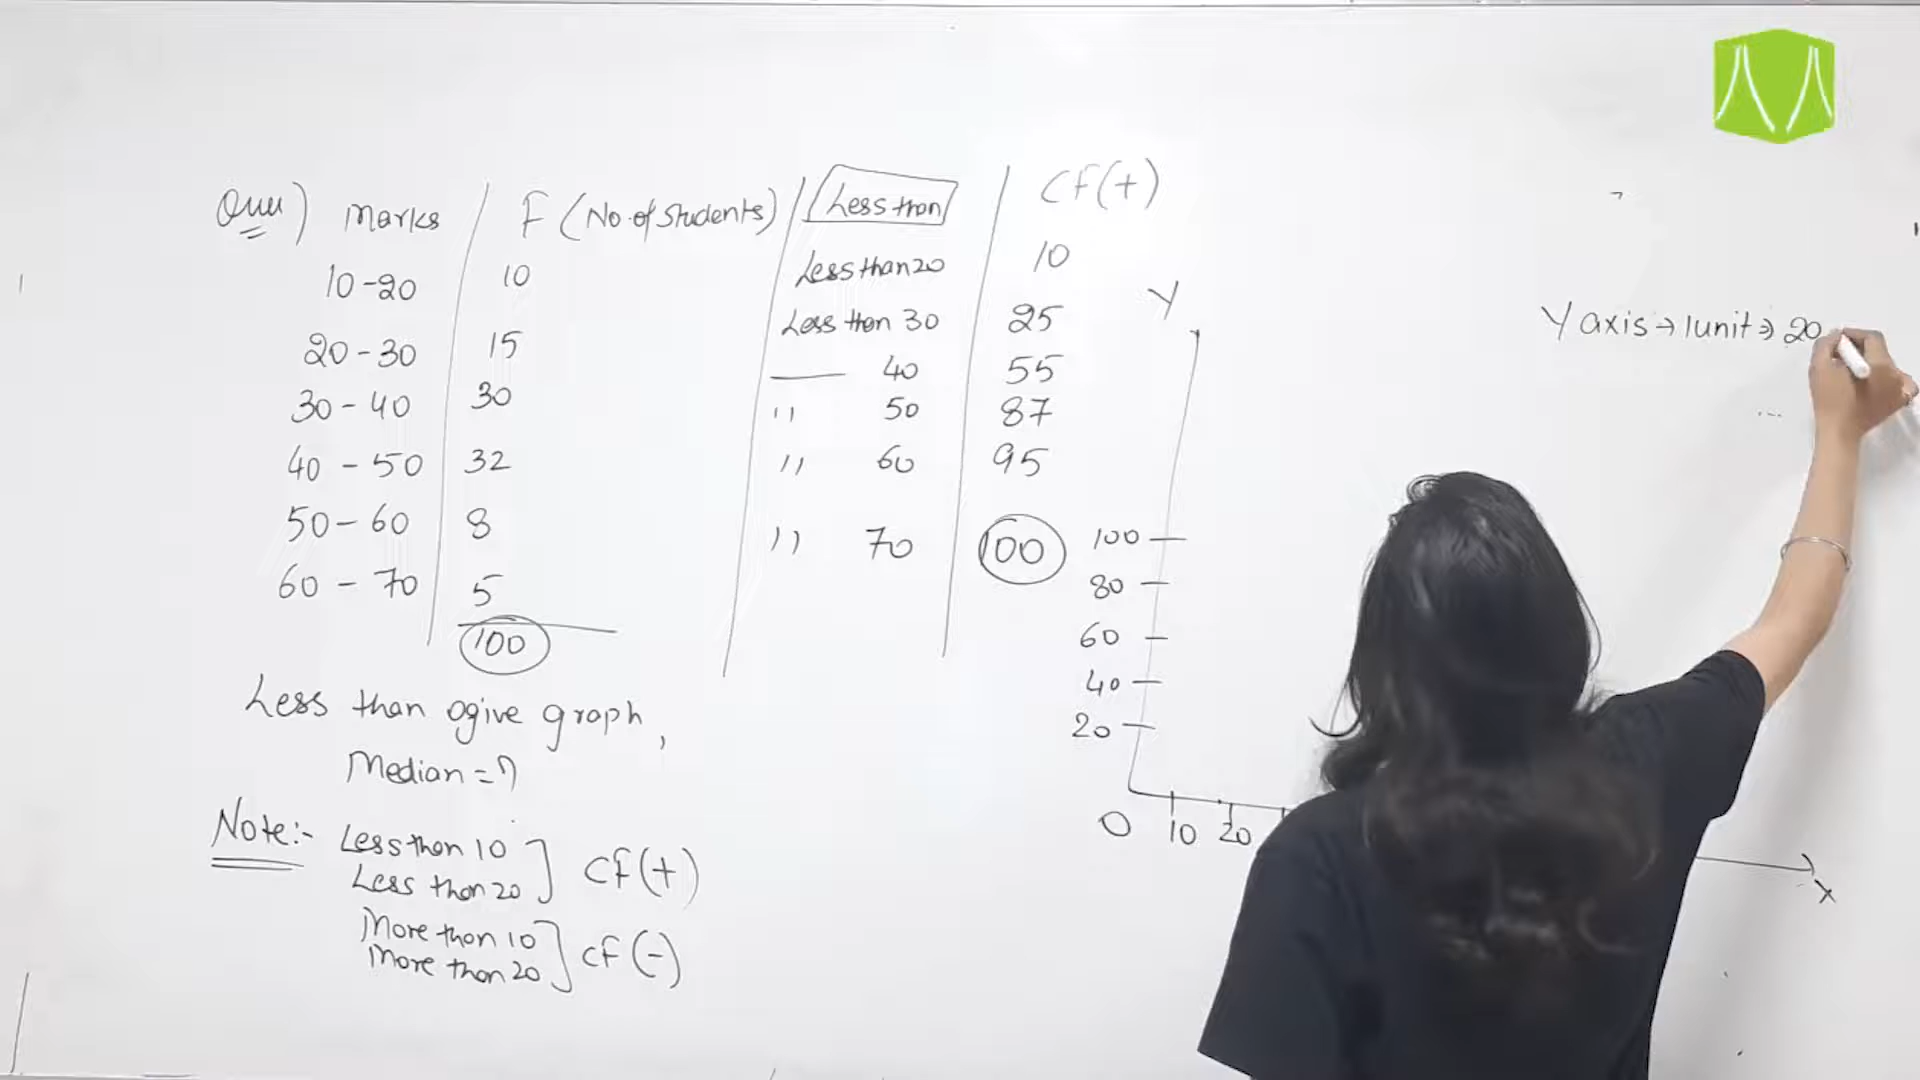 Ques) Marks F (No. of students) Less than CF(+)
10-20 10 Less than 20 10
20-30 15 Less than 30 25
30-40 30 —— 40 55
40-50 32 '' 50 87
50-60 8 '' 60 95
60-70 5 '' 70 100
100
Less than ogive graph,
Median = ?
Note:- Less than 10
Less than 20
CF(+)
More than 10
More than 20
CF(-)
Y
100
80
60
40
20
0 10 20
X
Y axis → 1unit ⇒ 20